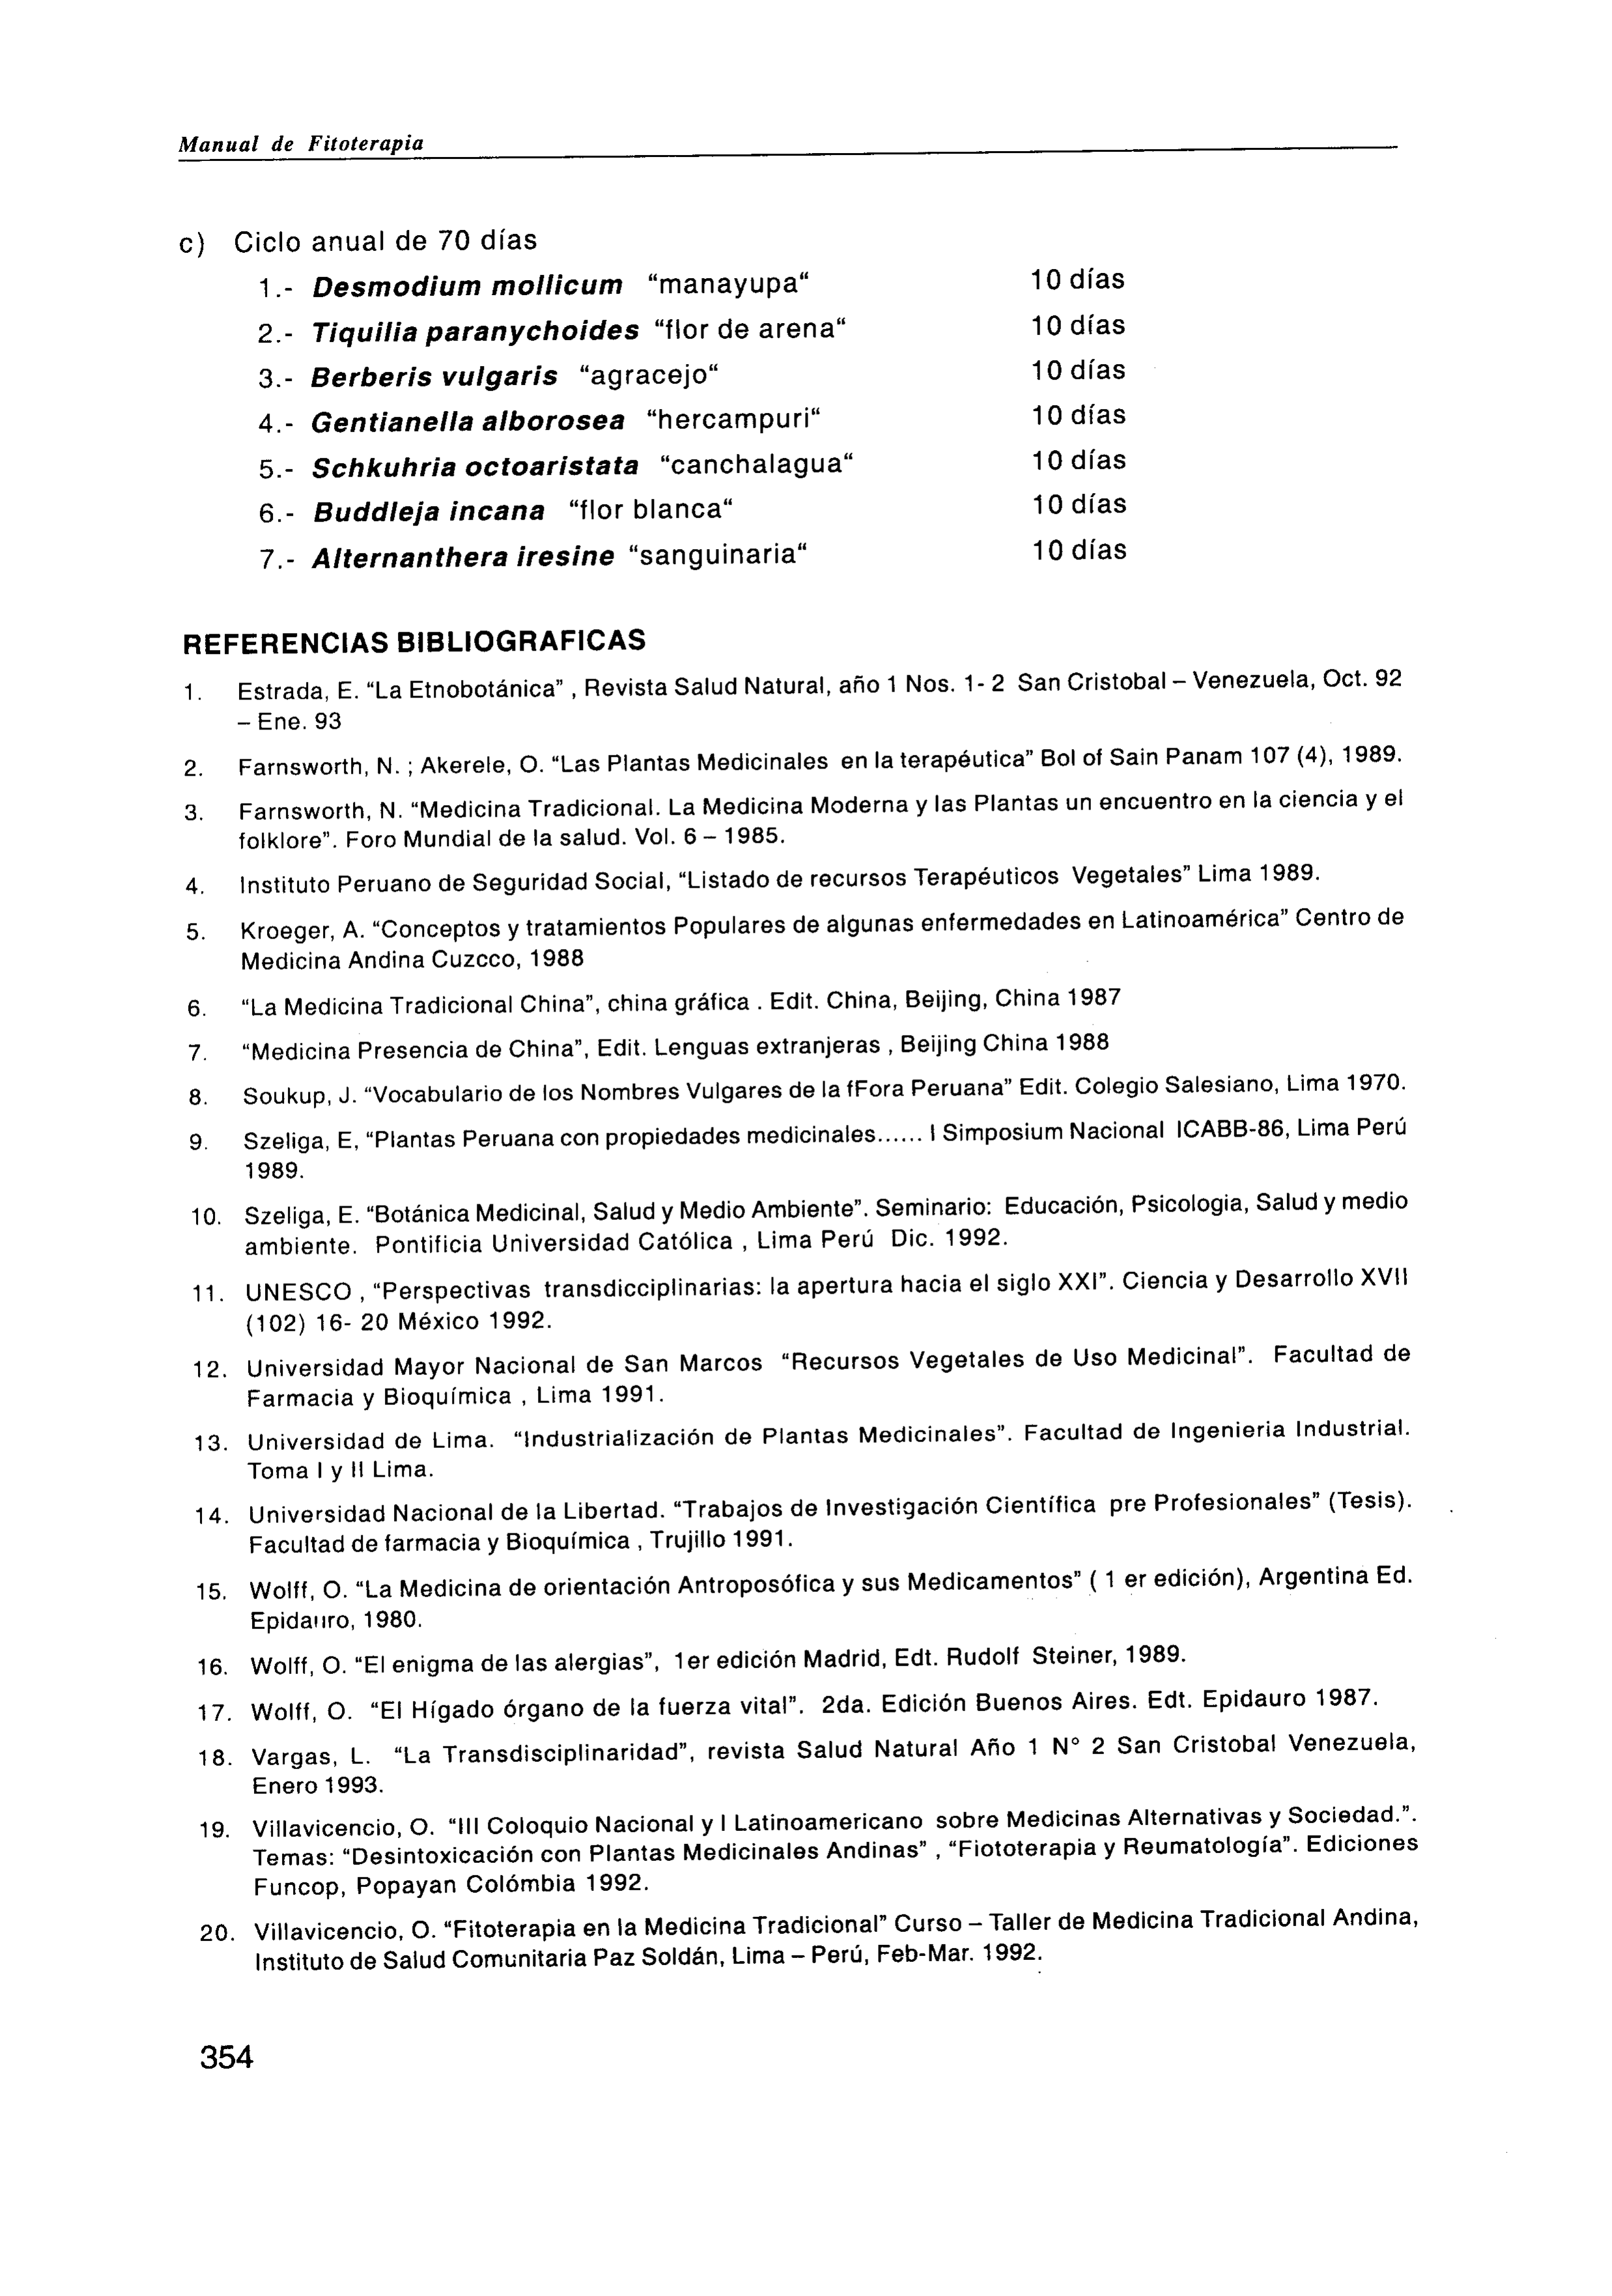 Manual de Fitoterapia
c) Ciclo anual de 70 días
1.- Desmodium mollicum “manayupa“ 10 días
2.- Tiquilia paranychoides “flor de arena“ 10 días
3.- Berberis vulgaris “agracejo“ 10 días
4.- Gentianella alborosea “hercampuri“ 10 días
5.- Schkuhria octoaristata “canchalagua“ 10 días
6.- Buddleja incana “flor blanca“ 10 días
7.- Alternanthera iresine “sanguinaria“ 10 días
REFERENCIAS BIBLIOGRAFICAS
1. Estrada, E. “La Etnobotánica” , Revista Salud Natural, año 1 Nos. 1- 2 San Cristobal – Venezuela, Oct. 92
– Ene. 93
2. Farnsworth, N. ; Akerele, O. “Las Plantas Medicinales en la terapéutica” Bol of Sain Panam 107 (4), 1989.
3. Farnsworth, N. “Medicina Tradicional. La Medicina Moderna y las Plantas un encuentro en la ciencia y el
folklore”. Foro Mundial de la salud. Vol. 6 – 1985.
4. Instituto Peruano de Seguridad Social, “Listado de recursos Terapéuticos Vegetales” Lima 1989.
5. Kroeger, A. “Conceptos y tratamientos Populares de algunas enfermedades en Latinoamérica” Centro de
Medicina Andina Cuzcco, 1988
6. “La Medicina Tradicional China”, china gráfica . Edit. China, Beijing, China 1987
7. “Medicina Presencia de China”, Edit. Lenguas extranjeras , Beijing China 1988
8. Soukup, J. “Vocabulario de los Nombres Vulgares de la fFora Peruana” Edit. Colegio Salesiano, Lima 1970.
9. Szeliga, E, “Plantas Peruana con propiedades medicinales...... I Simposium Nacional ICABB-86, Lima Perú
1989.
10. Szeliga, E. “Botánica Medicinal, Salud y Medio Ambiente”. Seminario: Educación, Psicologia, Salud y medio
ambiente. Pontificia Universidad Católica , Lima Perú Dic. 1992.
11. UNESCO , “Perspectivas transdicciplinarias: la apertura hacia el siglo XXI”. Ciencia y Desarrollo XVII
(102) 16- 20 México 1992.
12. Universidad Mayor Nacional de San Marcos “Recursos Vegetales de Uso Medicinal”. Facultad de
Farmacia y Bioquímica , Lima 1991.
13. Universidad de Lima. “Industrialización de Plantas Medicinales”. Facultad de Ingenieria Industrial.
Toma I y II Lima.
14. Universidad Nacional de la Libertad. “Trabajos de Investigación Científica pre Profesionales” (Tesis).
Facultad de farmacia y Bioquímica , Trujillo 1991.
15. Wolff, O. “La Medicina de orientación Antroposófica y sus Medicamentos” ( 1 er edición), Argentina Ed.
Epidauro, 1980.
16. Wolff, O. “El enigma de las alergias”, 1er edición Madrid, Edt. Rudolf Steiner, 1989.
17. Wolff, O. “El Hígado órgano de la fuerza vital”. 2da. Edición Buenos Aires. Edt. Epidauro 1987.
18. Vargas, L. “La Transdisciplinaridad”, revista Salud Natural Año 1 N° 2 San Cristobal Venezuela,
Enero 1993.
19. Villavicencio, O. “III Coloquio Nacional y I Latinoamericano sobre Medicinas Alternativas y Sociedad.”.
Temas: “Desintoxicación con Plantas Medicinales Andinas” , “Fiototerapia y Reumatología”. Ediciones
Funcop, Popayan Colómbia 1992.
20. Villavicencio, O. “Fitoterapia en la Medicina Tradicional” Curso – Taller de Medicina Tradicional Andina,
Instituto de Salud Comunitaria Paz Soldán, Lima – Perú, Feb-Mar. 1992.
354